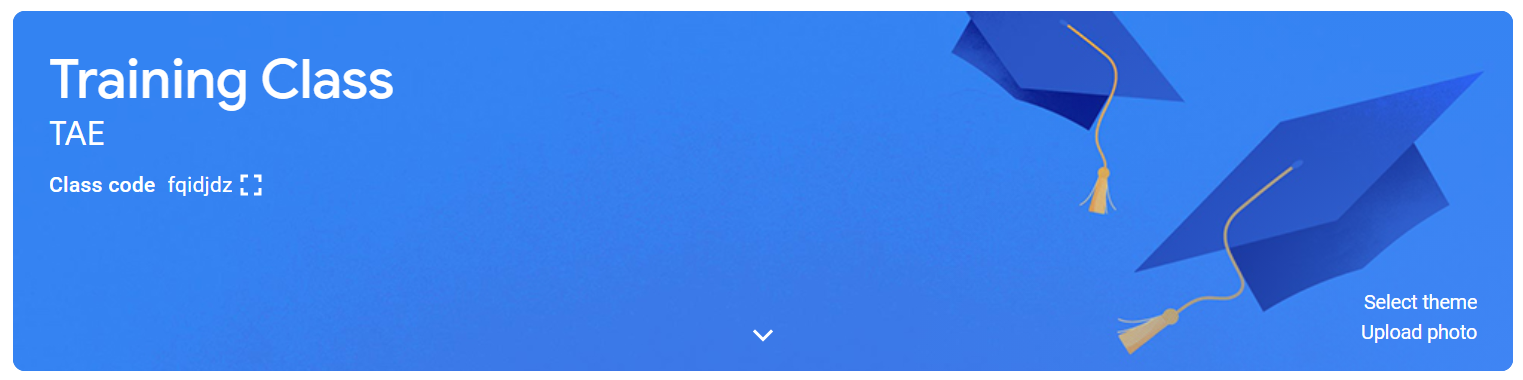 Training Class
TAE
Class code fqidjdz
Select theme
Upload photo